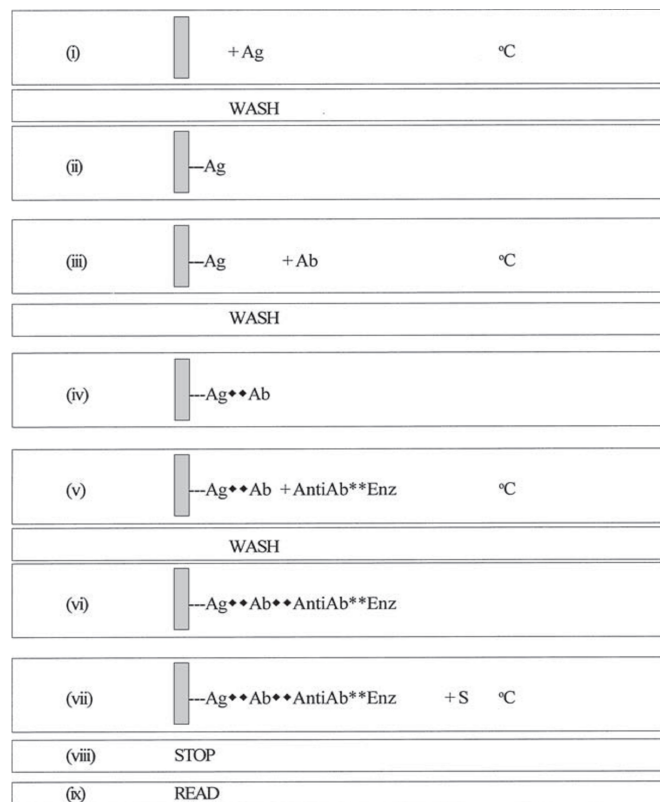 (i) + Ag ºC
WASH
(ii) ---Ag
(iii) ---Ag + Ab ºC
WASH
(iv) ---Ag♦♦Ab
(v) ---Ag♦♦Ab + AntiAb**Enz ºC
WASH
(vi) ---Ag♦♦Ab♦♦AntiAb**Enz
(vii) ---Ag♦♦Ab♦♦AntiAb**Enz + S ºC
(viii) STOP
(ix) READ